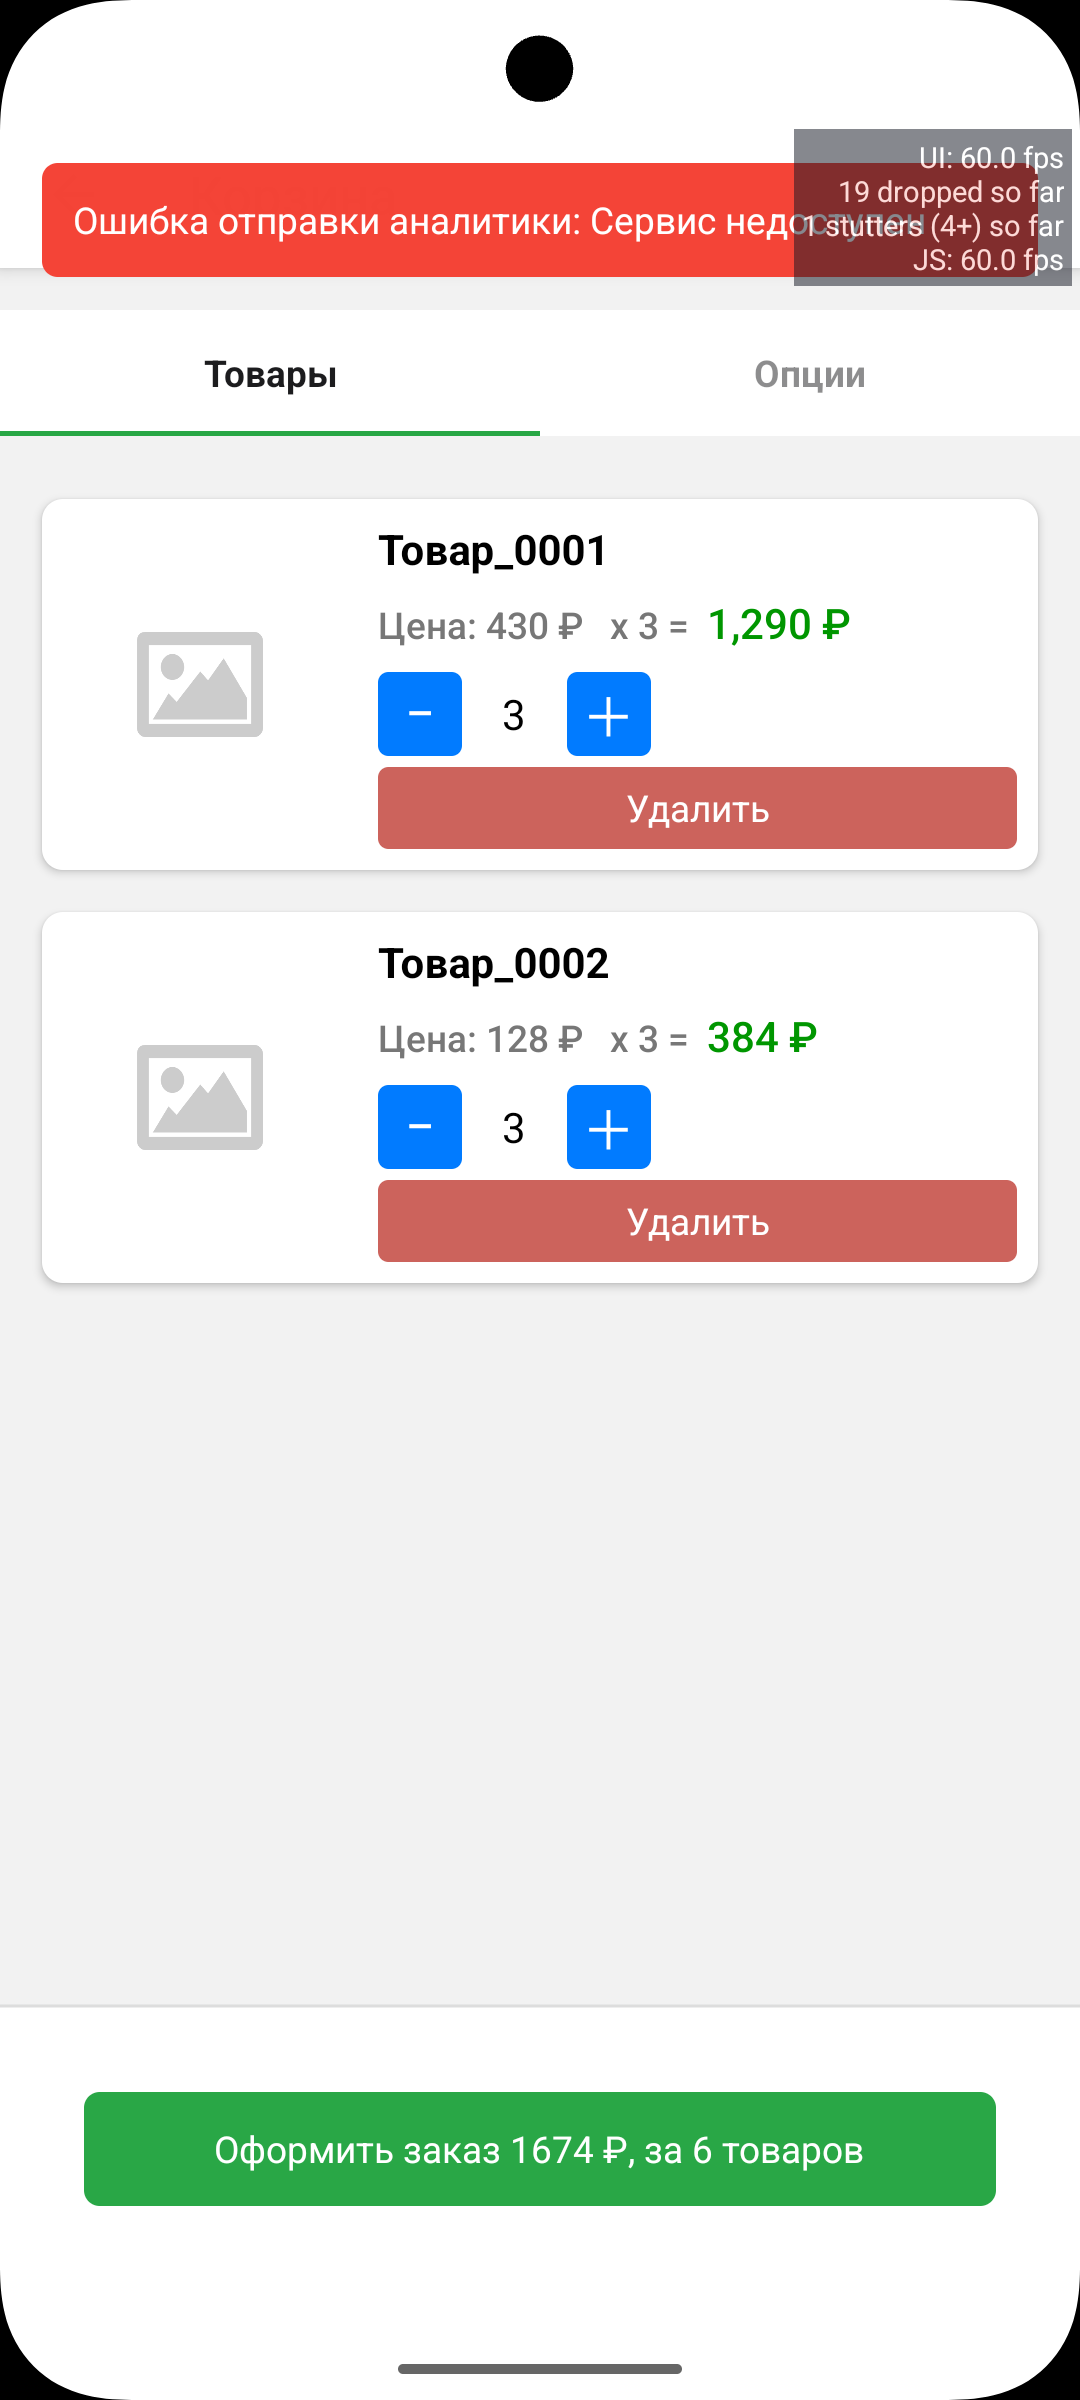 UI: 60.0 fps
19 dropped so far
1 stutters (4+) so far
JS: 60.0 fps
Ошибка отправки аналитики: Сервис недоступен
Товары
Опции
Товар_0001
Цена: 430 ₽ x 3 = 1,290 ₽
− 3 +
Удалить
Товар_0002
Цена: 128 ₽ x 3 = 384 ₽
− 3 +
Удалить
Оформить заказ 1674 ₽, за 6 товаров